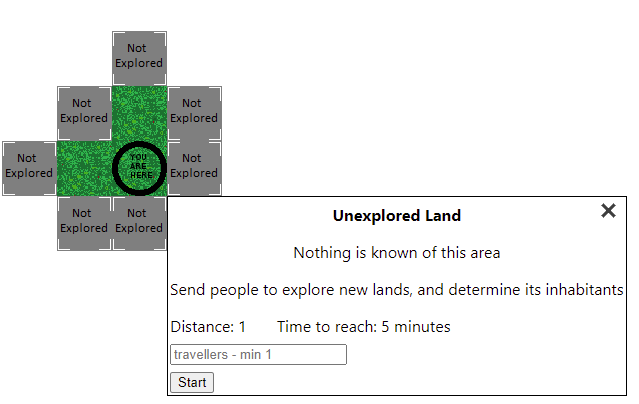 Not
Explored
Not
Explored
Not
Explored
Not
Explored
YOU
ARE
HERE
Not
Explored
Not
Explored
Not
Explored
Unexplored Land
Nothing is known of this area
Send people to explore new lands, and determine its inhabitants
Distance: 1 Time to reach: 5 minutes
travellers - min 1
Start